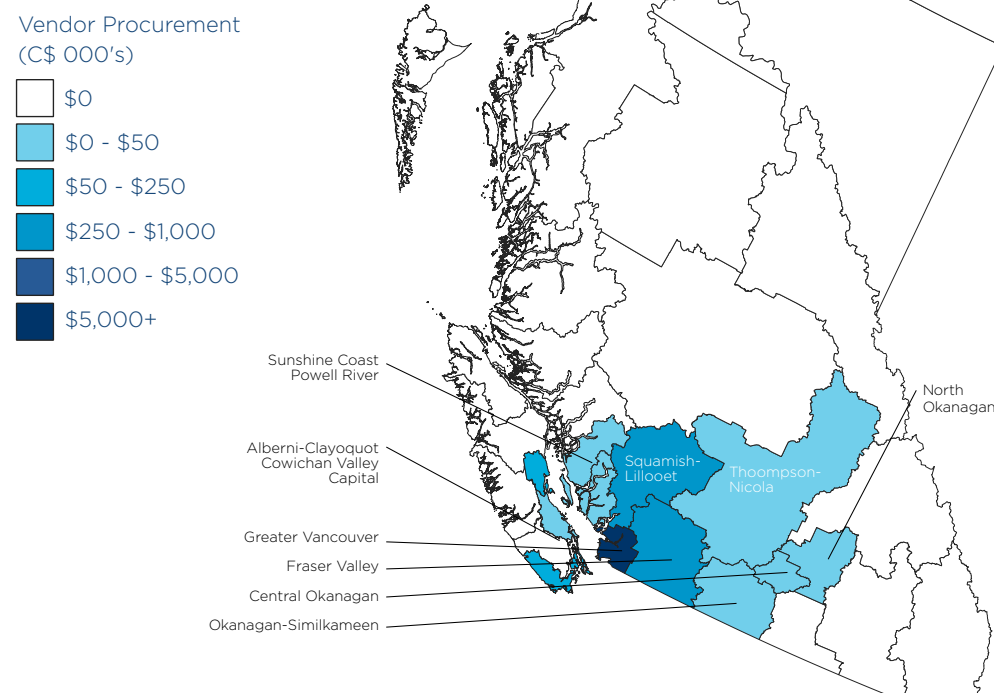 Vendor Procurement
(C$ 000's)
$0
$0 - $50
$50 - $250
$250 - $1,000
$1,000 - $5,000
$5,000+
Sunshine Coast
Powell River
North
Okanagan
Alberni-Clayoquot
Cowichan Valley
Capital
Squamish-
Lillooet
Thoompson-
Nicola
Greater Vancouver
Fraser Valley
Central Okanagan
Okanagan-Similkameen